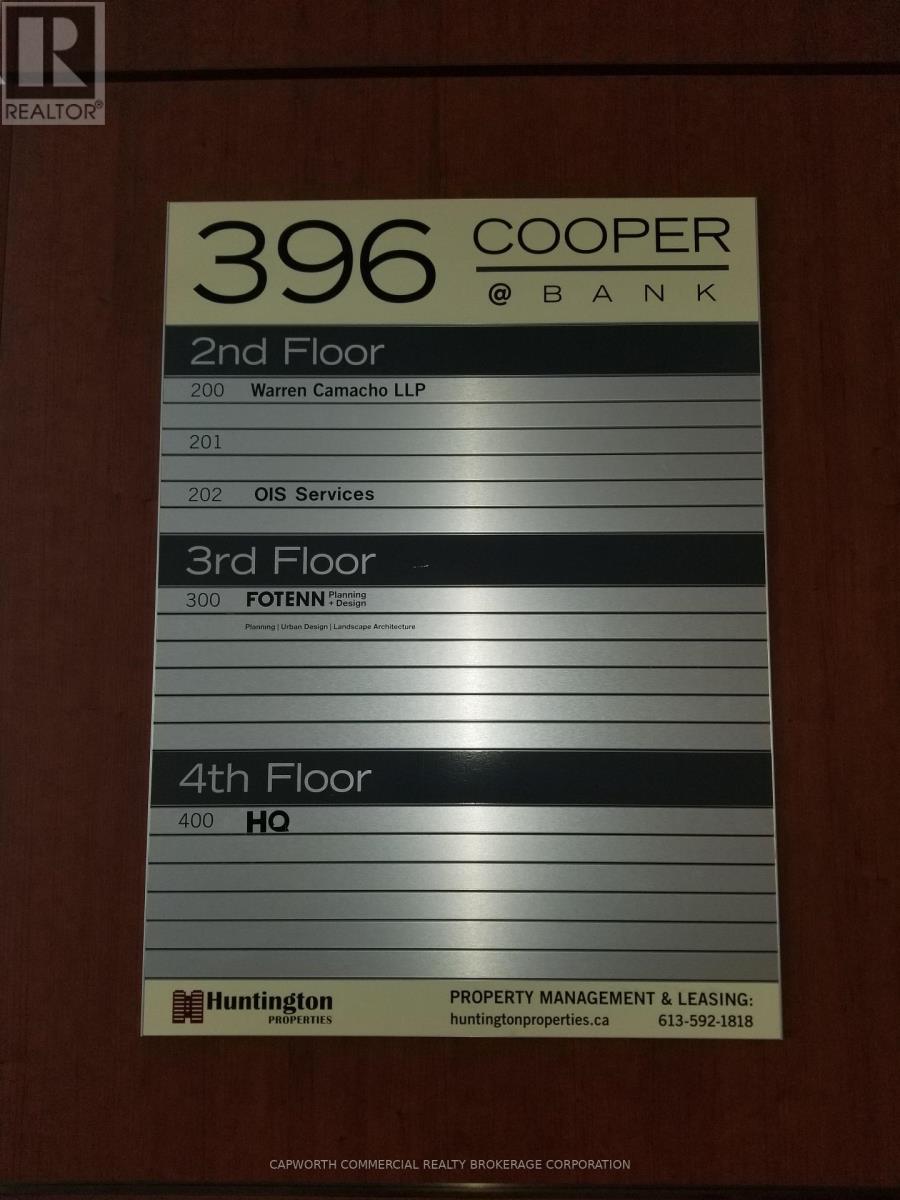 R
REALTOR®
396 COOPER
@ BANK
2nd Floor
200 Warren Camacho LLP
201
202 OIS Services
3rd Floor
300 FOTENN Planning
+ Design
Planning | Urban Design | Landscape Architecture
4th Floor
400 HQ
Huntington
PROPERTIES
PROPERTY MANAGEMENT & LEASING:
huntingtonproperties.ca 613-592-1818
CAPWORTH COMMERCIAL REALTY BROKERAGE CORPORATION